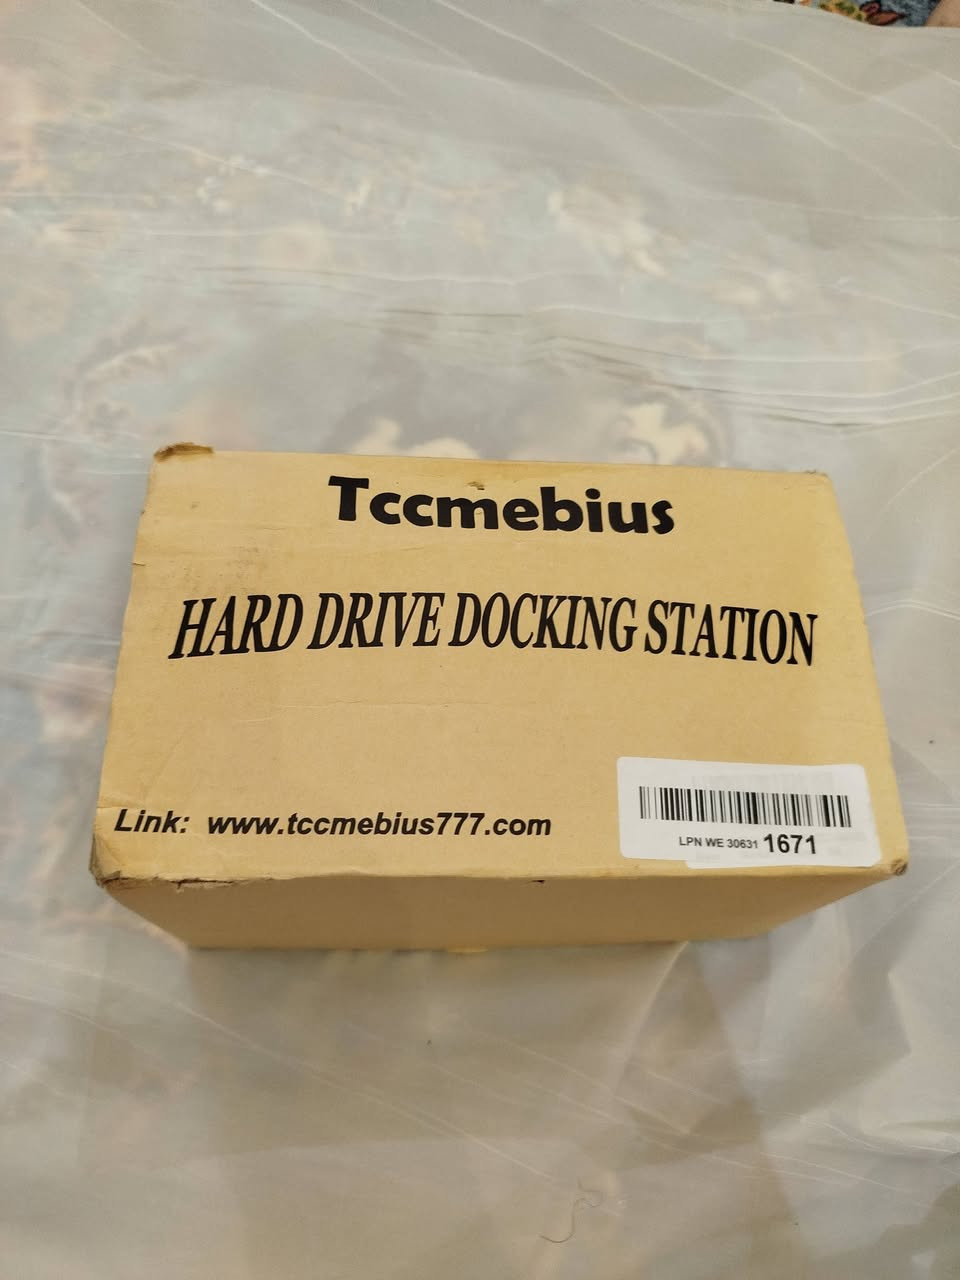 Tccmebius
HARD DRIVE DOCKING STATION
Link: www.tccmebius777.com
LPN WE 30631 1671